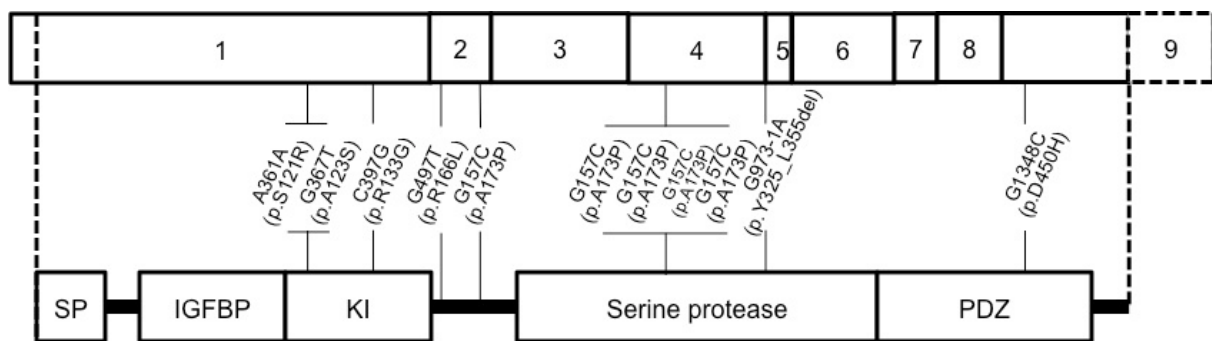 1 2 3 4 5 6 7 8 9
A361A
(p.S121R)
G367T
(p.A123S)
C397G
(p.R133G)
G497T
(p.R166L)
G157C
(p.A173P)
G157C
(p.A173P)
G157C
(p.A173P)
G157C
(p.A173P)
G157C
(p.A173P)
G973-1A
(p.Y325_L355del)
G1348C
(p.D450H)
SP IGFBP KI Serine protease PDZ